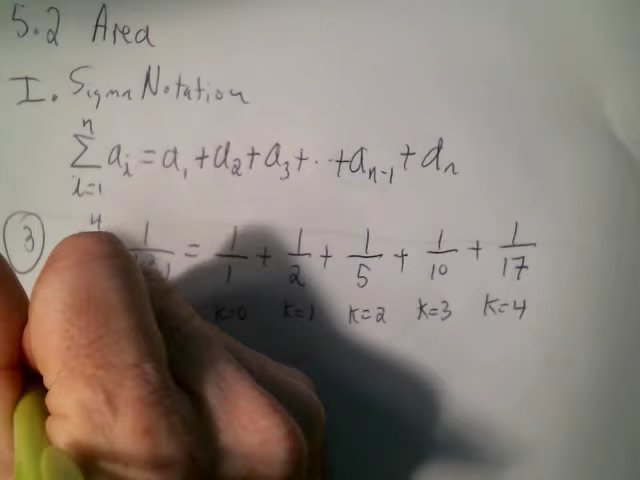 5.2 Area
I. Sigma Notation
n
∑ aᵢ = a₁ + a₂ + a₃ + · · + aₙ₋₁ + aₙ
i=1
③ 4
1/ = 1/1 + 1/2 + 1/5 + 1/10 + 1/17
k=0 k=1 k=2 k=3 k=4